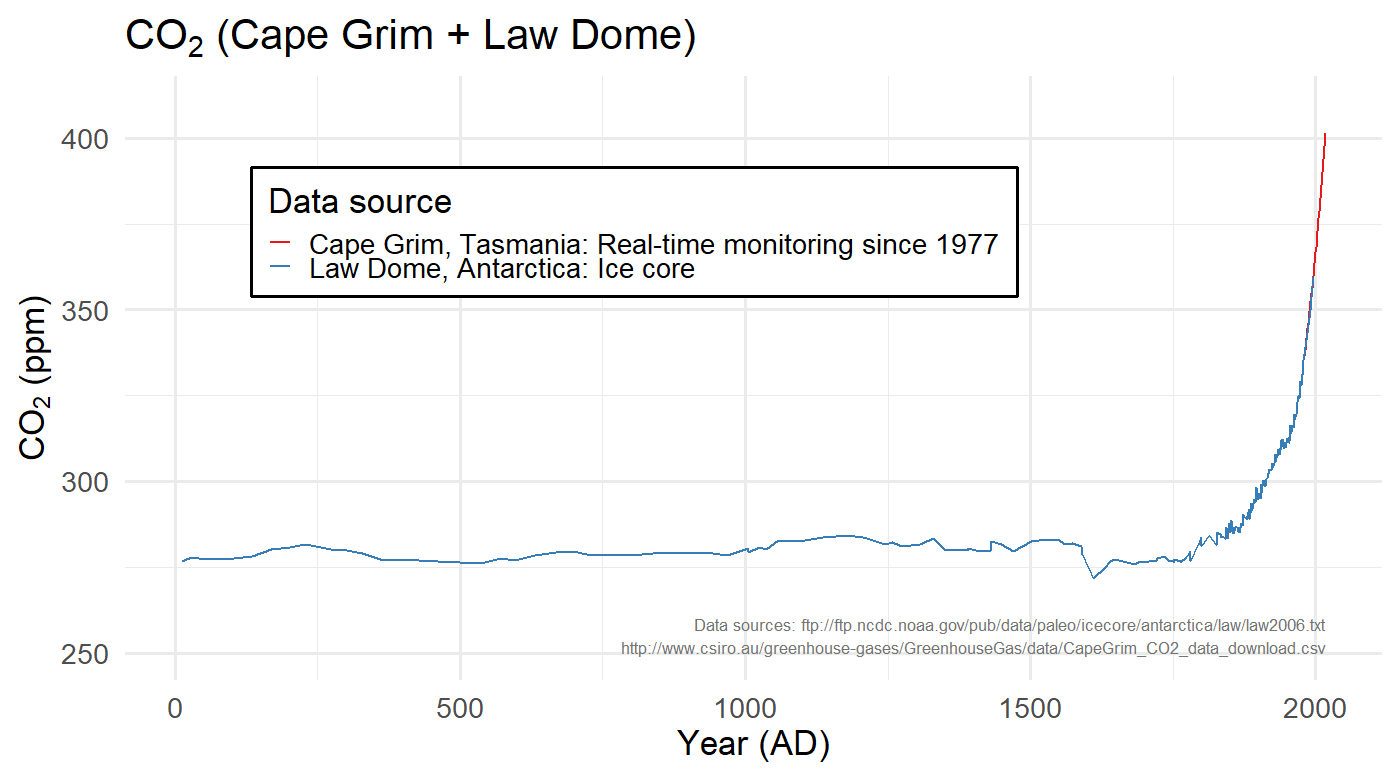 CO₂ (Cape Grim + Law Dome)
400
350
300
250
CO₂ (ppm)
Data source
Cape Grim, Tasmania: Real-time monitoring since 1977
Law Dome, Antarctica: Ice core
Data sources: ftp://ftp.ncdc.noaa.gov/pub/data/paleo/icecore/antarctica/law/law2006.txt
http://www.csiro.au/greenhouse-gases/GreenhouseGas/data/CapeGrim_CO2_data_download.csv
0 500 1000 1500 2000
Year (AD)